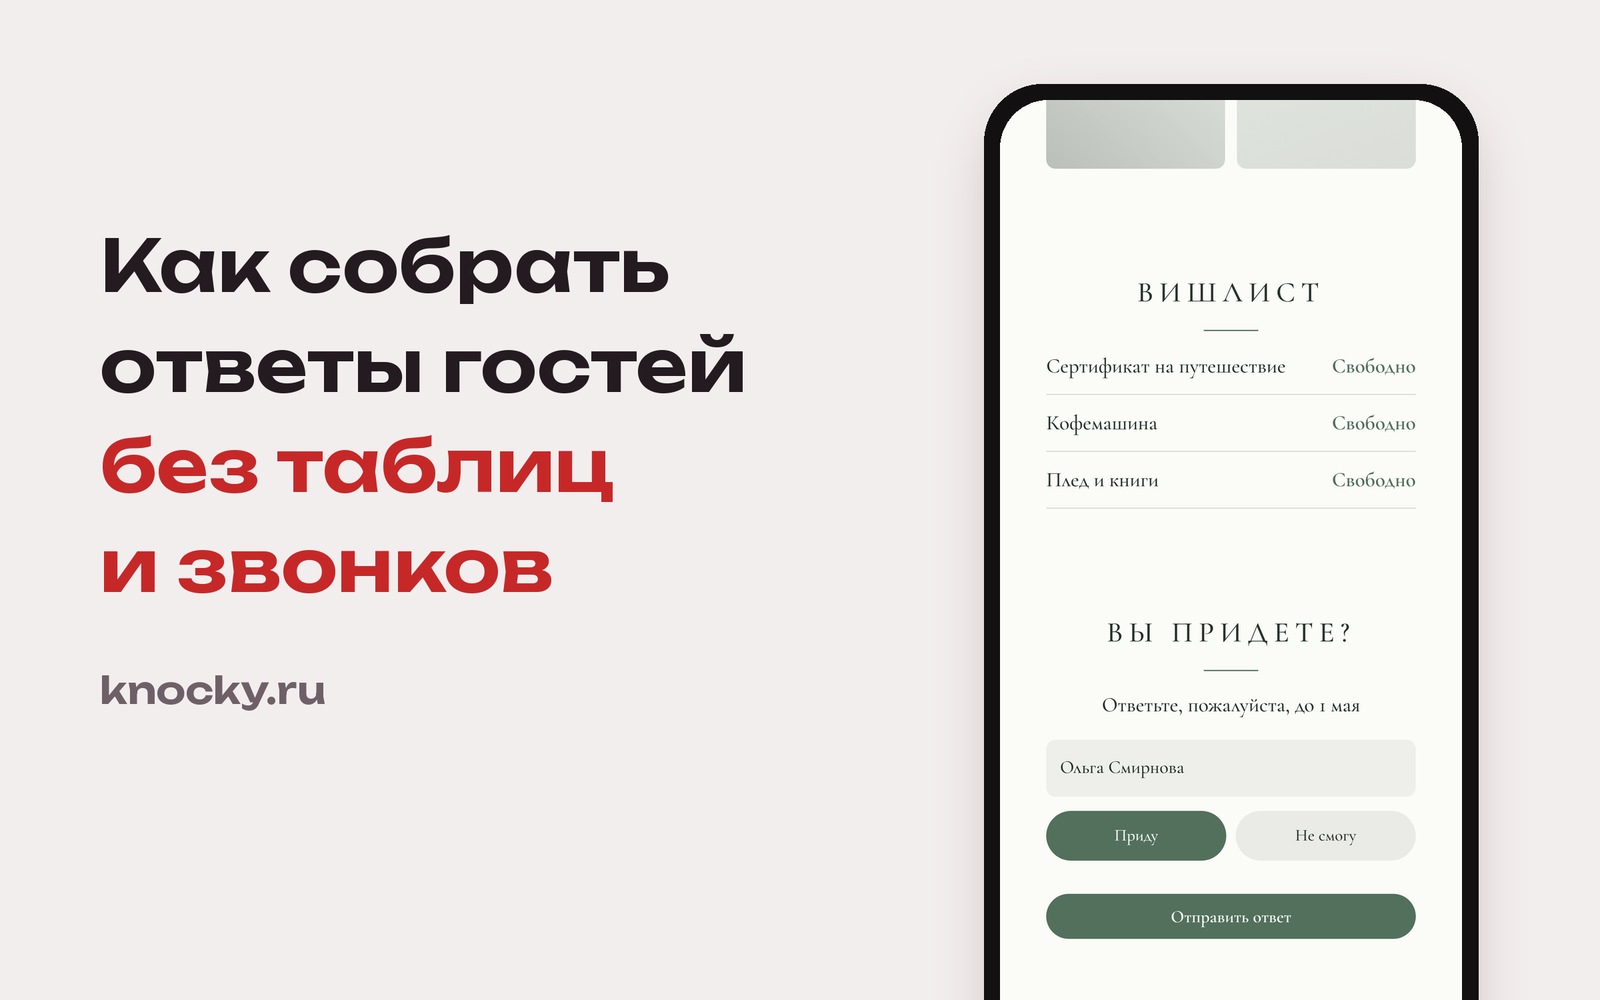 Как собрать
ответы гостей
без таблиц
и звонков
knocky.ru
ВИШЛИСТ
Сертификат на путешествие Свободно
Кофемашина Свободно
Плед и книги Свободно
ВЫ ПРИДЕТЕ?
Ответьте, пожалуйста, до 1 мая
Ольга Смирнова
Приду Не смогу
Отправить ответ